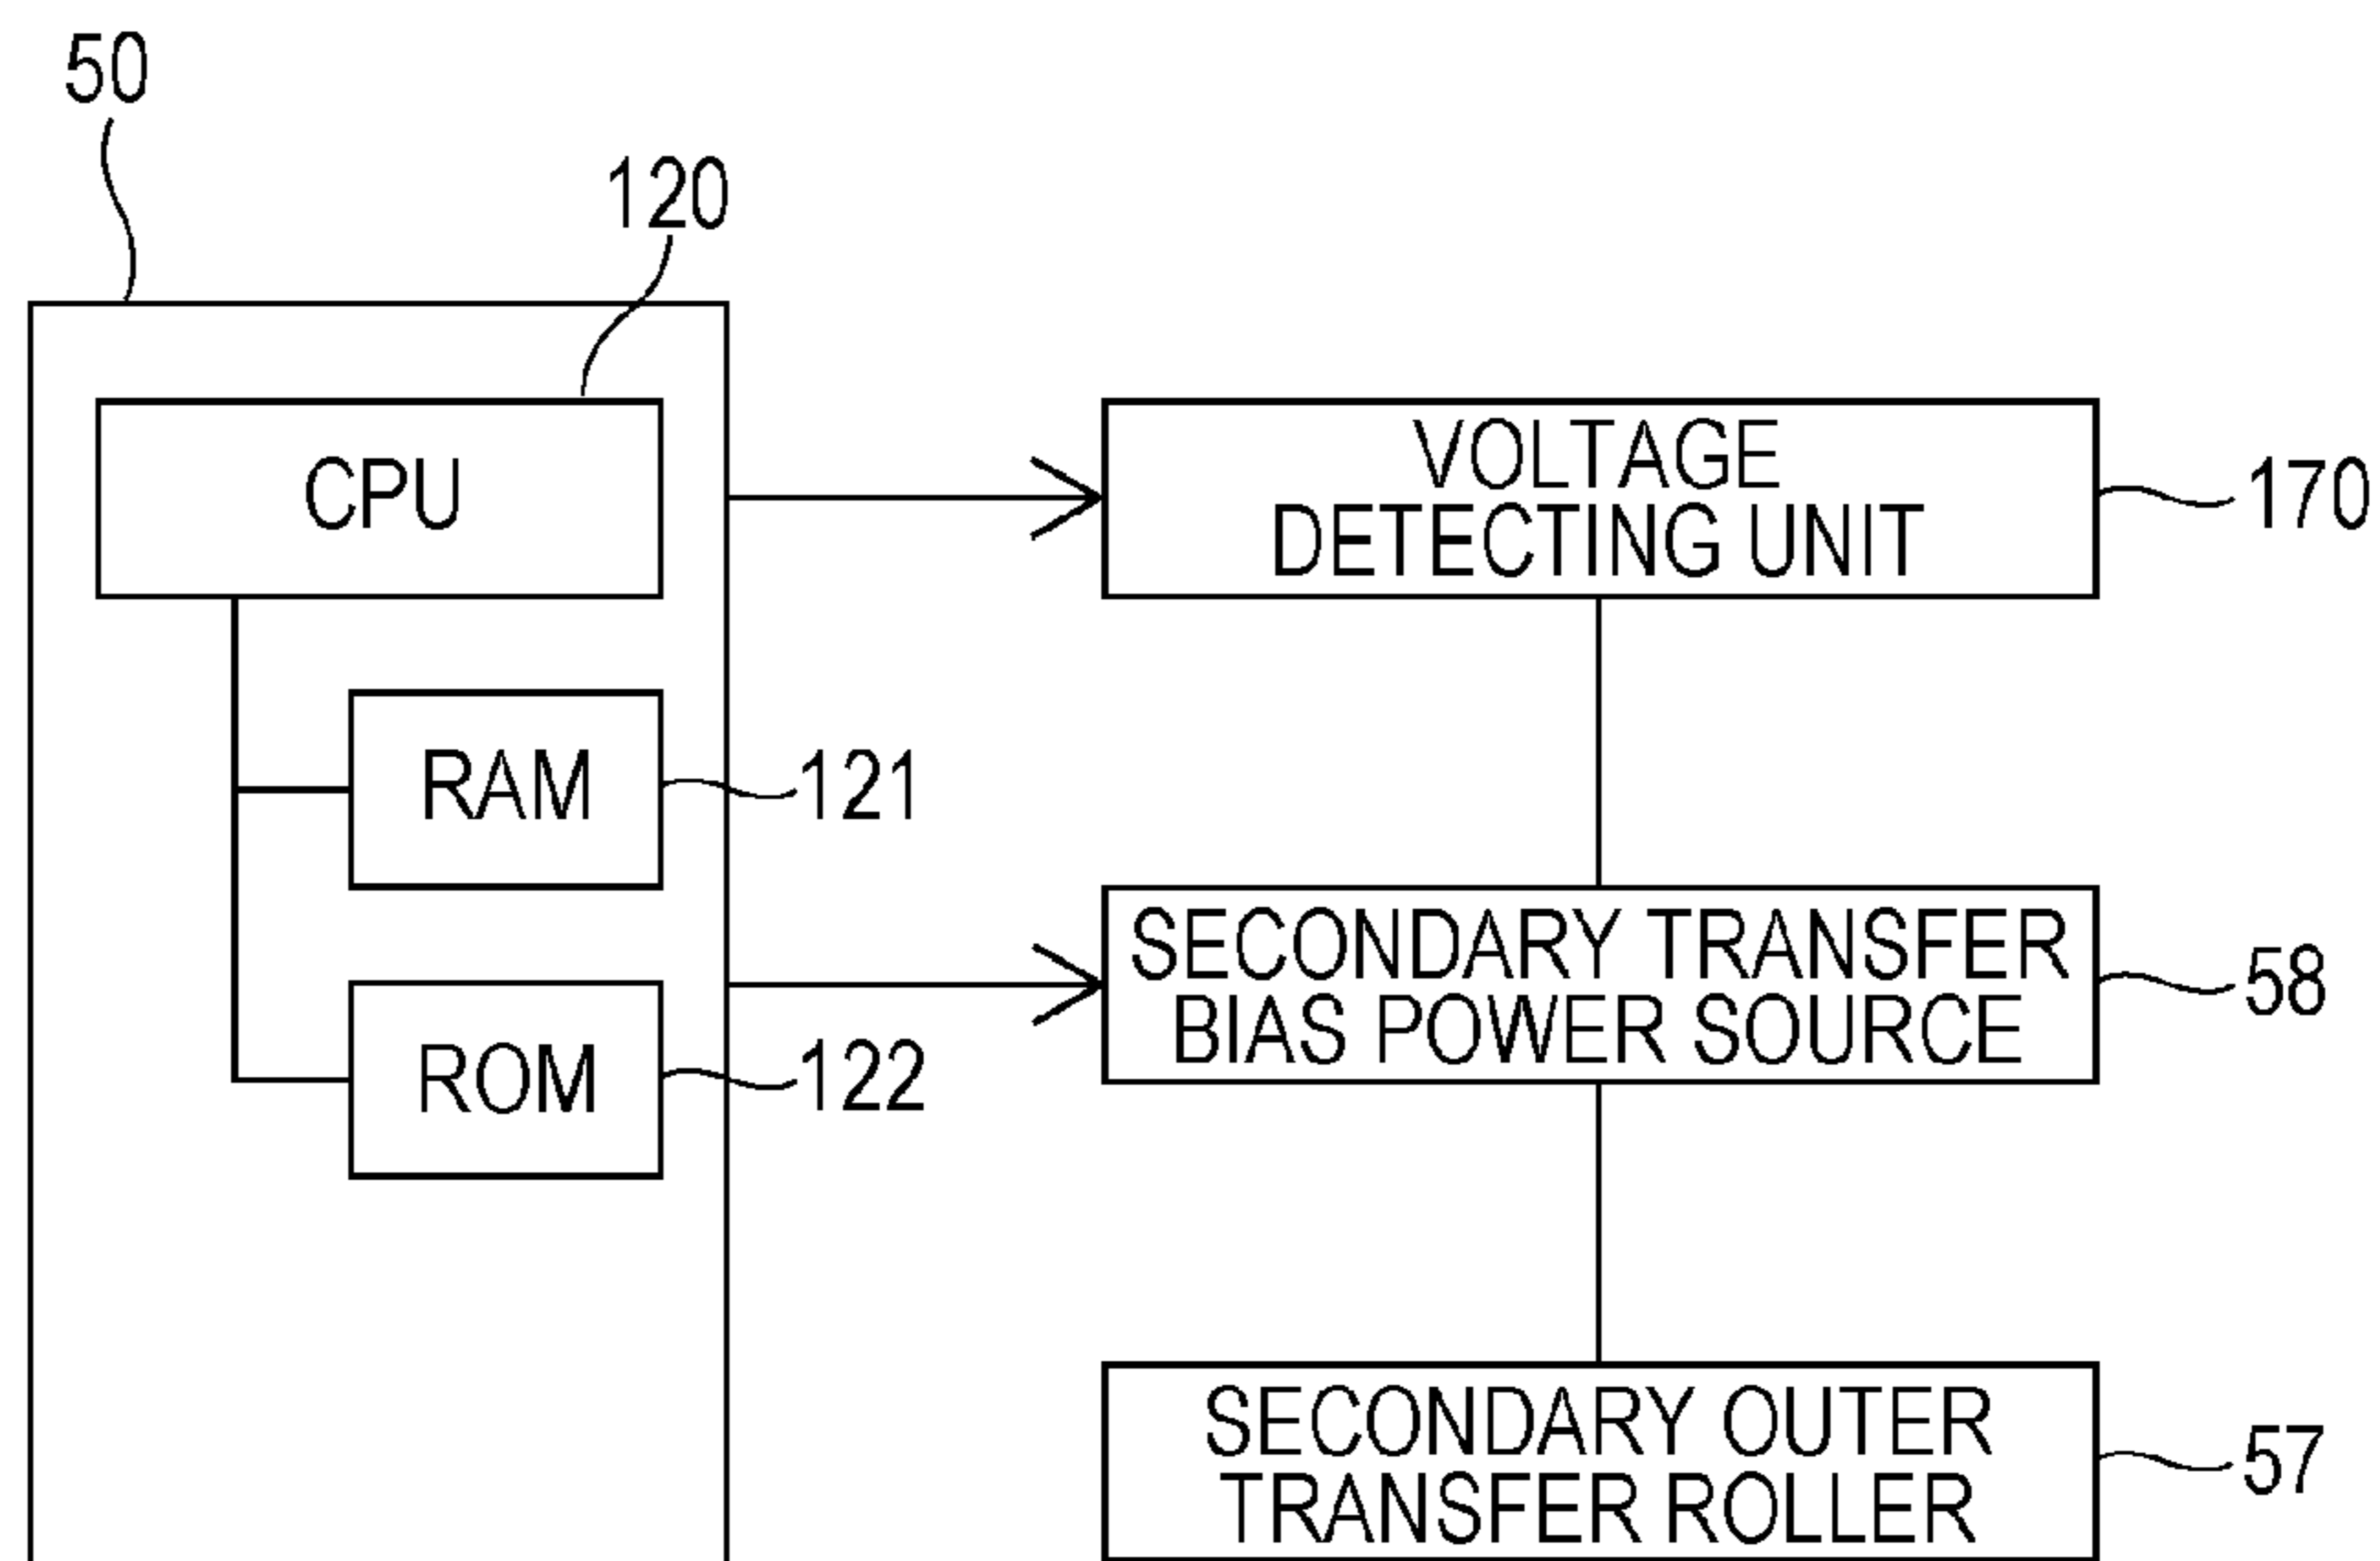 50
120
CPU
VOLTAGE
DETECTING UNIT
170
RAM
121
SECONDARY TRANSFER
BIAS POWER SOURCE
58
ROM
122
SECONDARY OUTER
TRANSFER ROLLER
57